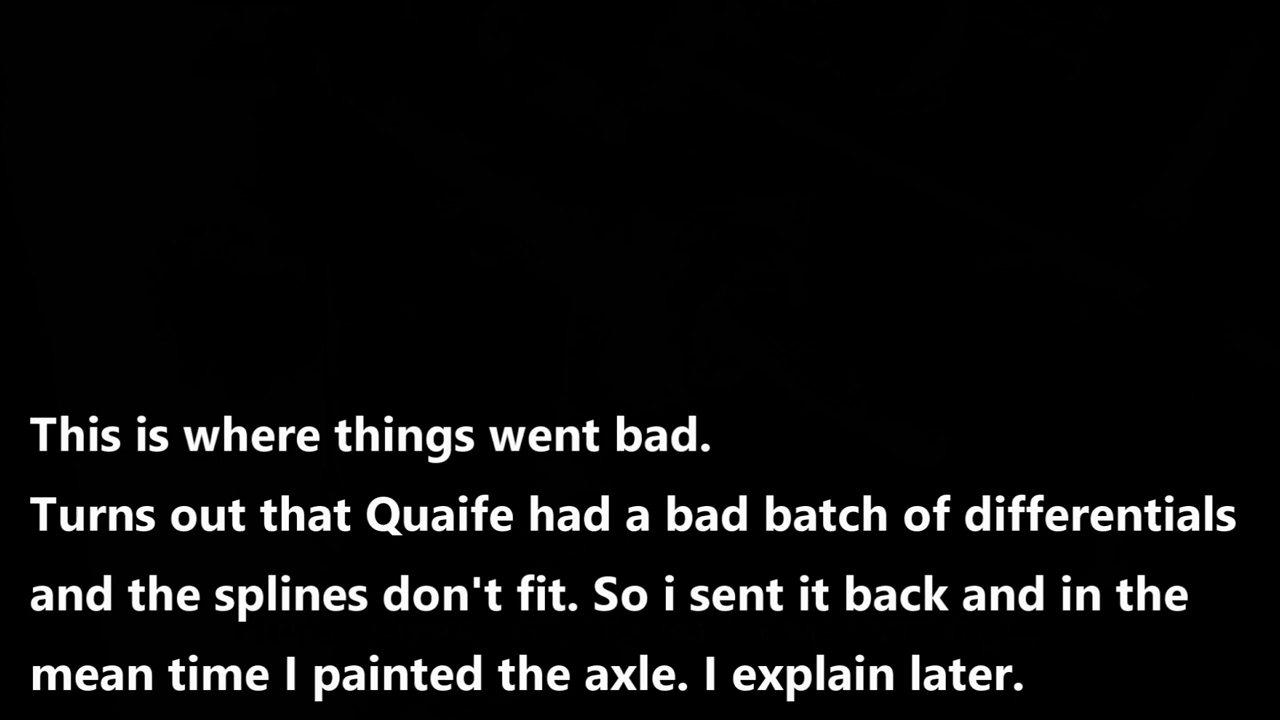 This is where things went bad.
Turns out that Quaife had a bad batch of differentials
and the splines don't fit. So i sent it back and in the
mean time I painted the axle. I explain later.